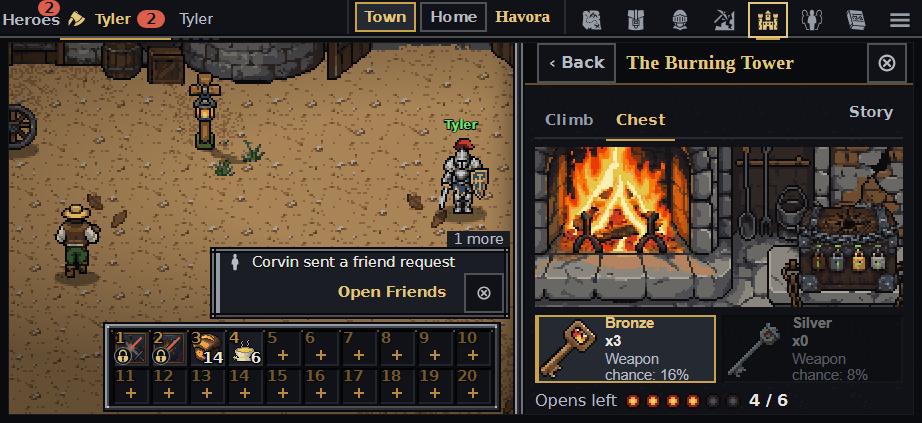 Heroes 2 Tyler 2 Tyler Town Home Havora
‹ Back The Burning Tower
Climb Chest Story
Tyler
1 more
Corvin sent a friend request
Open Friends
1 2 3 14 4 6 5 6 7 8 9 10
11 12 13 14 15 16 17 18 19 20
Bronze
x3
Weapon
chance: 16%
Silver
x0
Weapon
chance: 8%
Opens left 4 / 6